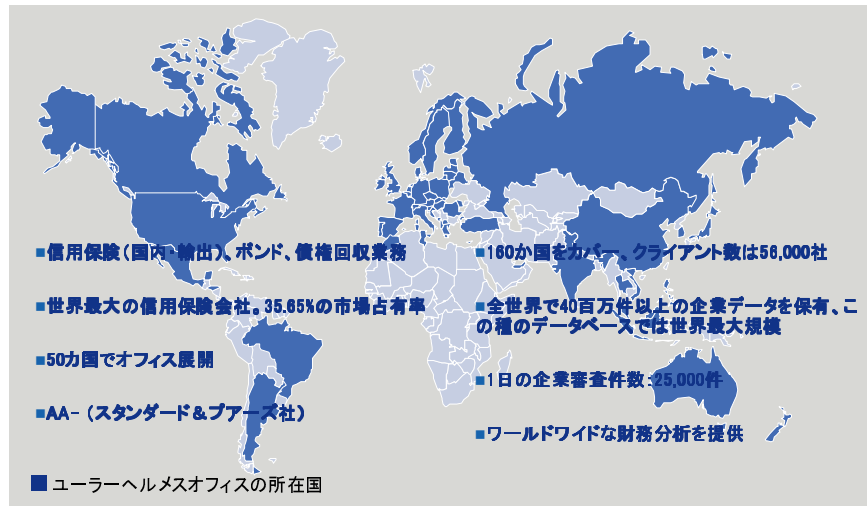 ■信用保険（国内・輸出）、ボンド、債権回収業務
■世界最大の信用保険会社。35.65%の市場占有率
■50カ国でオフィス展開
■AA-（スタンダード＆プアーズ社）
■160か国をカバー、クライアント数は56,000社
■全世界で40百万件以上の企業データを保有、こ
の種のデータベースでは世界最大規模
■1日の企業審査件数：25,000件
■ワールドワイドな財務分析を提供
■ユーラーヘルメスオフィスの所在国